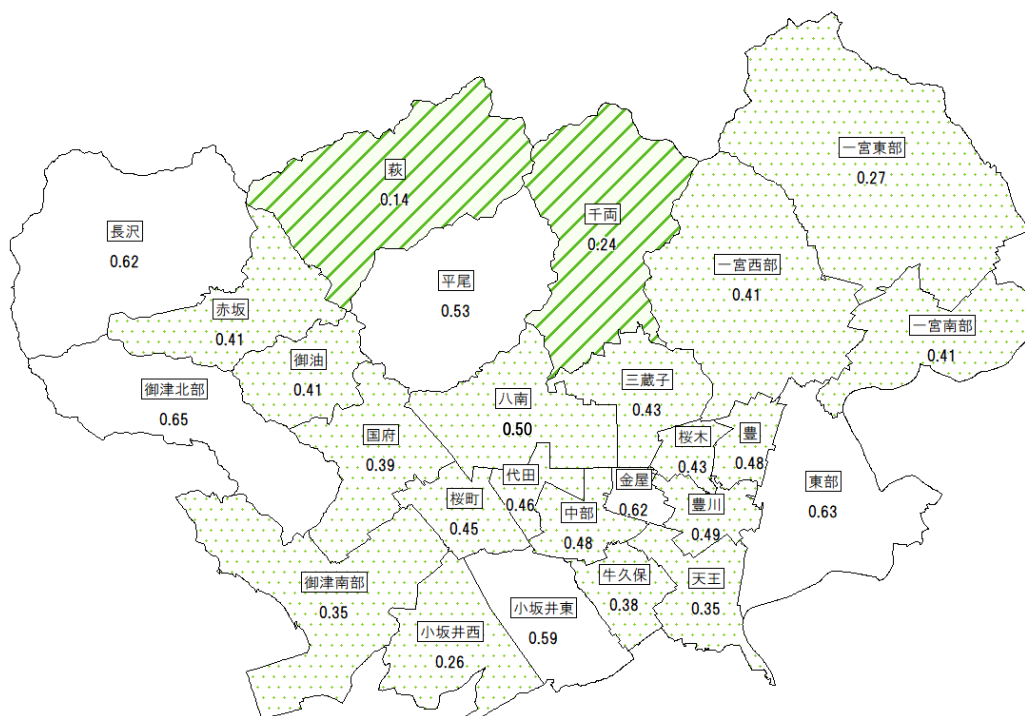 一宮東部
0.27
萩
0.14
千両
0.24
長沢
0.62
一宮西部
0.41
平尾
0.53
赤坂
0.41
一宮南部
0.41
御油
0.41
御津北部
0.65
三蔵子
0.43
八南
0.50
国府
0.39
桜木
0.43
豊
0.48
代田
0.46
金屋
0.62
東部
0.63
桜町
0.45
中部
0.48
豊川
0.49
御津南部
0.35
牛久保
0.38
天王
0.35
小坂井東
0.59
小坂井西
0.26